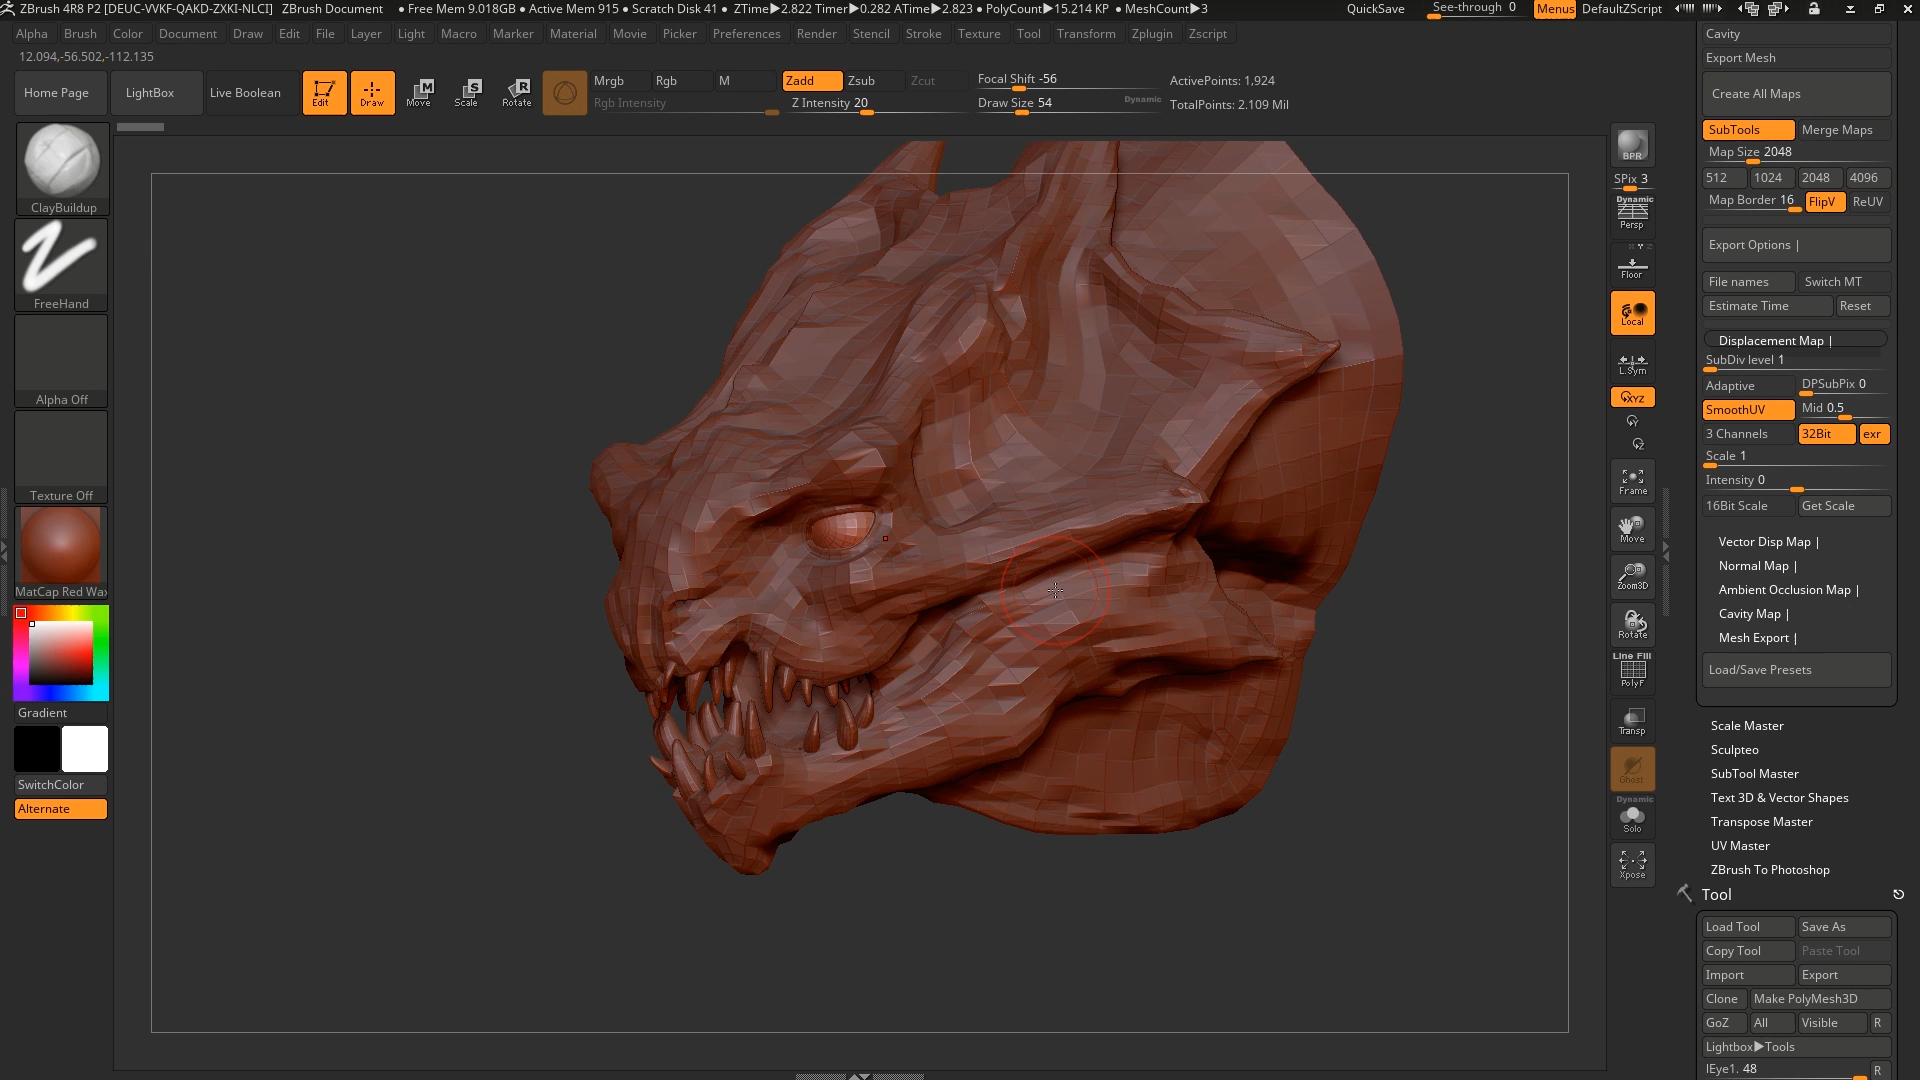 ZBrush 4R8 P2 [DEUC-VVKF-QAKD-ZXKI-NLCI] ZBrush Document • Free Mem 9.018GB • Active Mem 915 • Scratch Disk 41 • ZTime▶2.822 Timer▶0.282 ATime▶2.823 • PolyCount▶15.214 KP • MeshCount▶3 QuickSave See-through 0 Menus DefaultZScript
Alpha Brush Color Document Draw Edit File Layer Light Macro Marker Material Movie Picker Preferences Render Stencil Stroke Texture Tool Transform Zplugin Zscript
12.094,-56.502,-112.135
Home Page LightBox Live Boolean Edit Draw Move Scale Rotate
M S R
Mrgb Rgb M Zadd Zsub Zcut Focal Shift -56 ActivePoints: 1,924
Rgb Intensity Z Intensity 20 Draw Size 54 Dynamic TotalPoints: 2.109 Mil
ClayBuildup
FreeHand
Alpha Off
Texture Off
MatCap Red Wax
Gradient
SwitchColor
Alternate
BPR
SPix 3
Dynamic
Persp
Floor
Local
L.Sym
XYZ
Y
Z
Frame
Move
Zoom3D
Rotate
Line Fill
PolyF
Transp
Ghost
Dynamic
Solo
Xpose
Cavity
Export Mesh
Create All Maps
SubTools Merge Maps
Map Size 2048
512 1024 2048 4096
Map Border 16 FlipV ReUV
Export Options |
File names Switch MT
Estimate Time Reset
Displacement Map |
SubDiv level 1
Adaptive DPSubPix 0
SmoothUV Mid 0.5
3 Channels 32Bit exr
Scale 1
Intensity 0
16Bit Scale Get Scale
Vector Disp Map |
Normal Map |
Ambient Occlusion Map |
Cavity Map |
Mesh Export |
Load/Save Presets
Scale Master
Sculpteo
SubTool Master
Text 3D & Vector Shapes
Transpose Master
UV Master
ZBrush To Photoshop
Tool
Load Tool Save As
Copy Tool Paste Tool
Import Export
Clone Make PolyMesh3D
GoZ All Visible R
Lightbox▶Tools
lEye1. 48 R